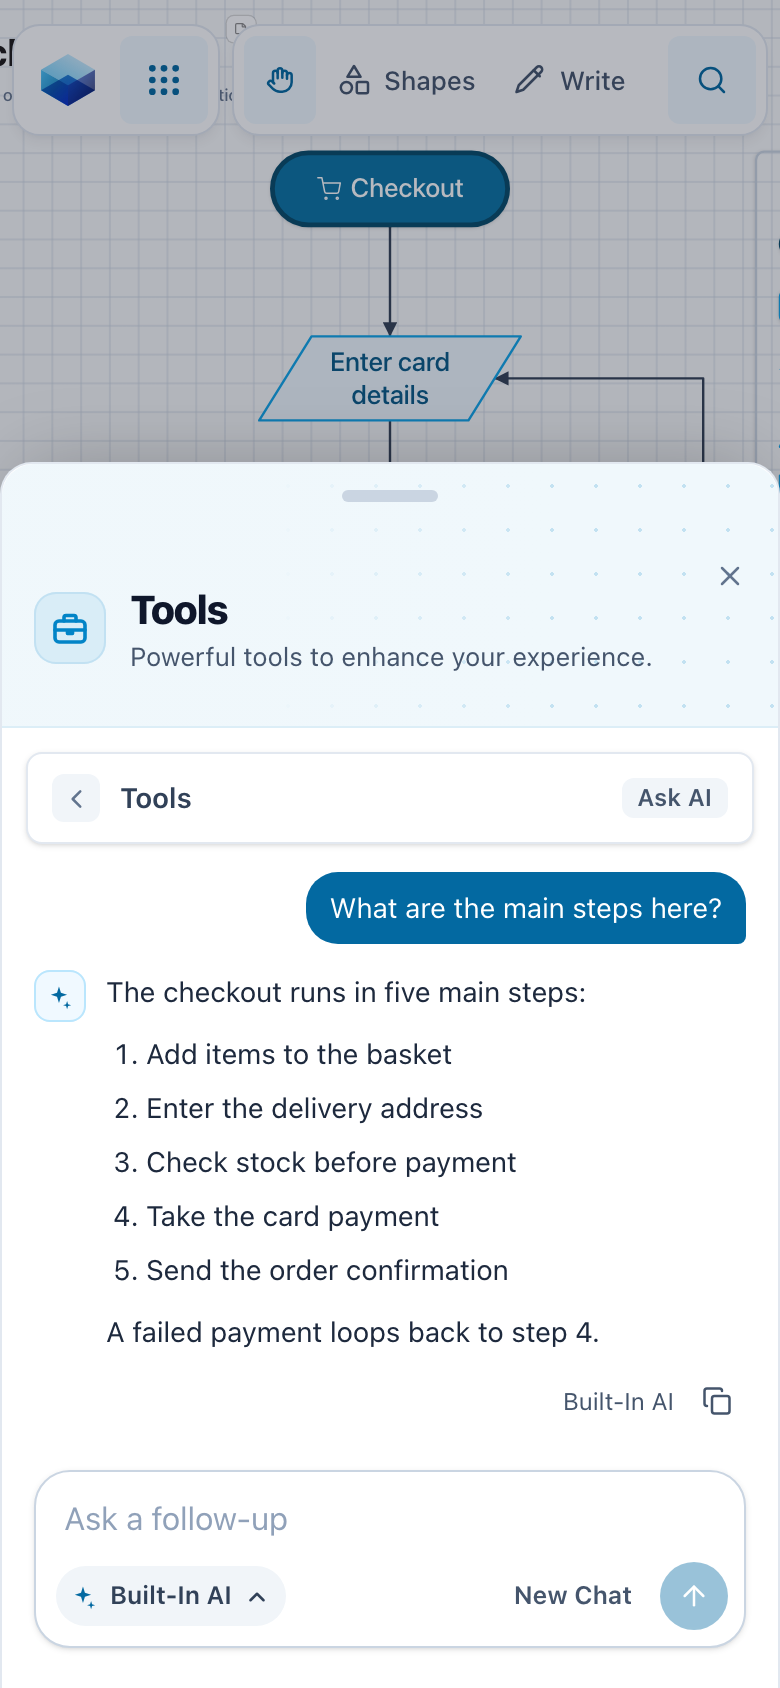 Shapes
Write
Checkout
Enter card
details
Tools
Powerful tools to enhance your experience.
Tools
Ask AI
What are the main steps here?
The checkout runs in five main steps:
1. Add items to the basket
2. Enter the delivery address
3. Check stock before payment
4. Take the card payment
5. Send the order confirmation
A failed payment loops back to step 4.
Built-In AI
Ask a follow-up
Built-In AI
New Chat